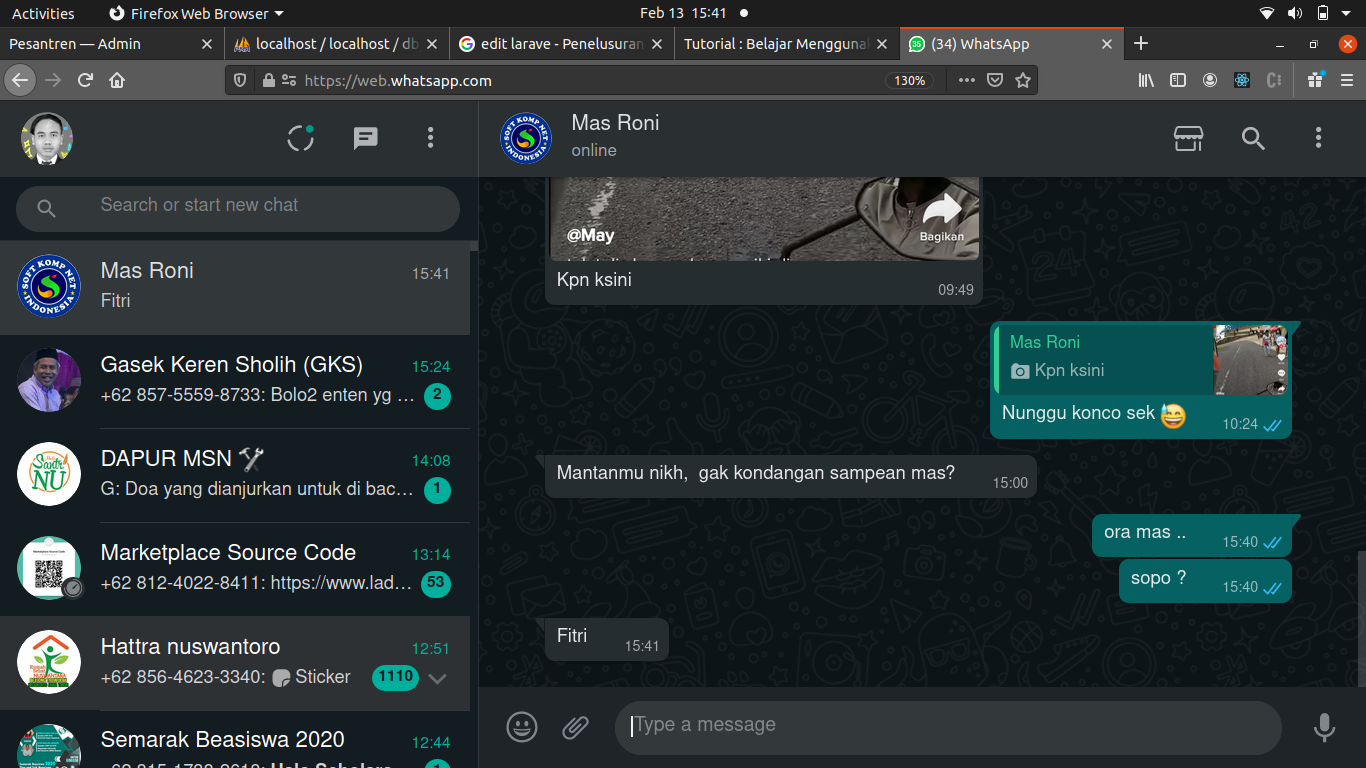 Activities
Firefox Web Browser
Feb 13 15:41
Pesantren — Admin
localhost / localhost / db
edit larave - Penelusuran
Tutorial : Belajar Menggunak
(34) WhatsApp
https://web.whatsapp.com
130%
Mas Roni
online
Search or start new chat
Mas Roni
15:41
Fitri
Gasek Keren Sholih (GKS)
15:24
+62 857-5559-8733: Bolo2 enten yg …
2
DAPUR MSN 🛠
14:08
G: Doa yang dianjurkan untuk di bac…
1
Marketplace Source Code
13:14
+62 812-4022-8411: https://www.lad…
53
Hattra nuswantoro
12:51
+62 856-4623-3340: Sticker
1110
Semarak Beasiswa 2020
12:44
@May
Bagikan
Kpn ksini
09:49
Mas Roni
Kpn ksini
Nunggu konco sek 😅
10:24
Mantanmu nikh, gak kondangan sampean mas?
15:00
ora mas ..
15:40
sopo ?
15:40
Fitri
15:41
Type a message
SOFT KOMP NET
INDONESIA